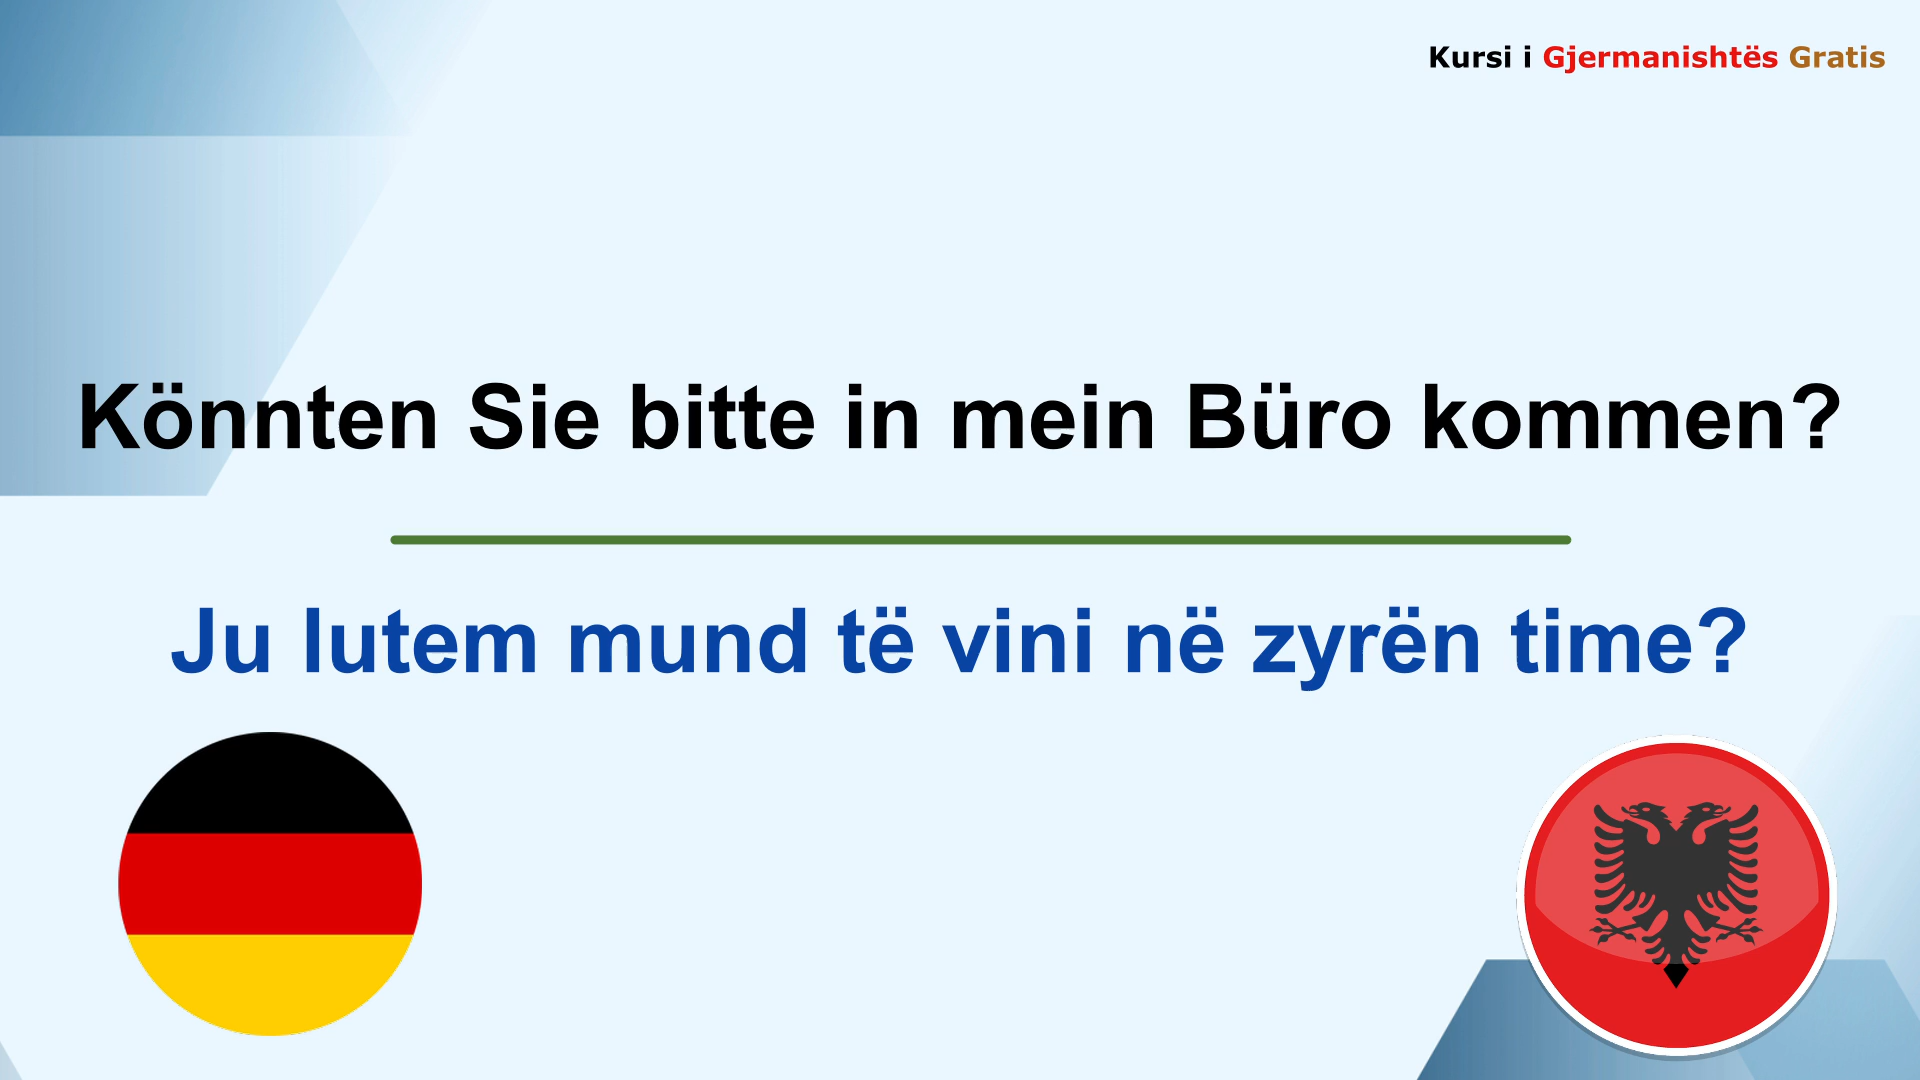 Kursi i Gjermanishtës Gratis
Könnten Sie bitte in mein Büro kommen?
Ju lutem mund të vini në zyrën time?